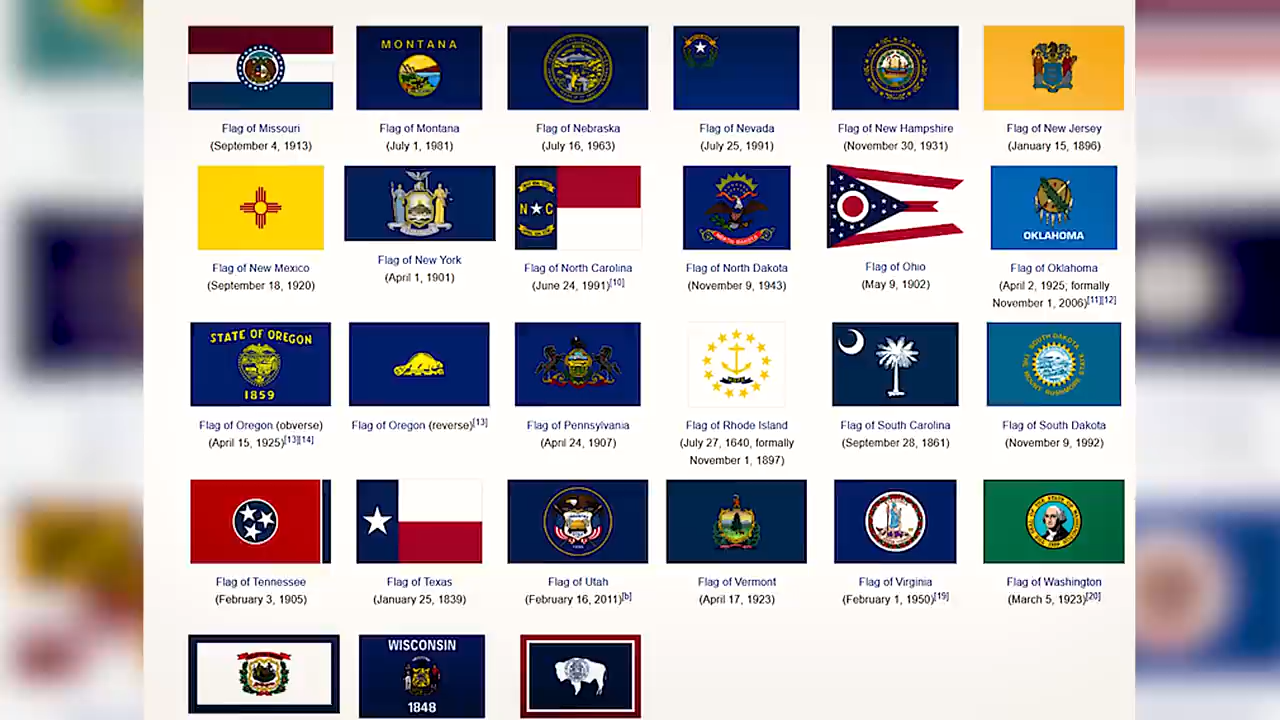 MONTANA
Flag of Missouri
(September 4, 1913)
Flag of Montana
(July 1, 1981)
Flag of Nebraska
(July 16, 1963)
Flag of Nevada
(July 25, 1991)
Flag of New Hampshire
(November 30, 1931)
Flag of New Jersey
(January 15, 1896)
N C
OKLAHOMA
Flag of New Mexico
(September 18, 1920)
Flag of New York
(April 1, 1901)
Flag of North Carolina
(June 24, 1991)[10]
Flag of North Dakota
(November 9, 1943)
Flag of Ohio
(May 9, 1902)
Flag of Oklahoma
(April 2, 1925; formally
November 1, 2006)[11][12]
STATE OF OREGON
1859
Flag of Oregon (obverse)
(April 15, 1925)[13][14]
Flag of Oregon (reverse)[13]
Flag of Pennsylvania
(April 24, 1907)
Flag of Rhode Island
(July 27, 1640, formally
November 1, 1897)
Flag of South Carolina
(September 28, 1861)
SOUTH DAKOTA
Flag of South Dakota
(November 9, 1992)
Flag of Tennessee
(February 3, 1905)
Flag of Texas
(January 25, 1839)
Flag of Utah
(February 16, 2011)[b]
Flag of Vermont
(April 17, 1923)
Flag of Virginia
(February 1, 1950)[19]
Flag of Washington
(March 5, 1923)[20]
WISCONSIN
1848